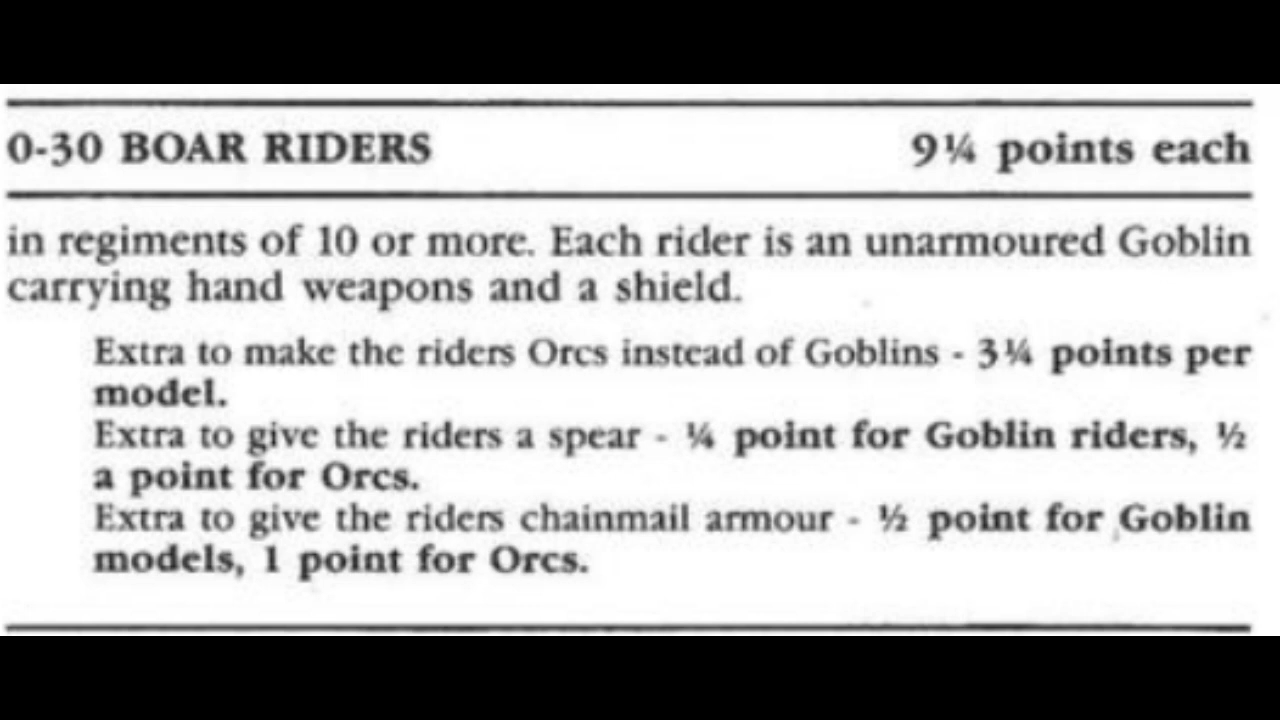 0-30 BOAR RIDERS 9¼ points each
in regiments of 10 or more. Each rider is an unarmoured Goblin
carrying hand weapons and a shield.
Extra to make the riders Orcs instead of Goblins - 3¼ points per
model.
Extra to give the riders a spear - ¼ point for Goblin riders, ½
a point for Orcs.
Extra to give the riders chainmail armour - ½ point for Goblin
models, 1 point for Orcs.